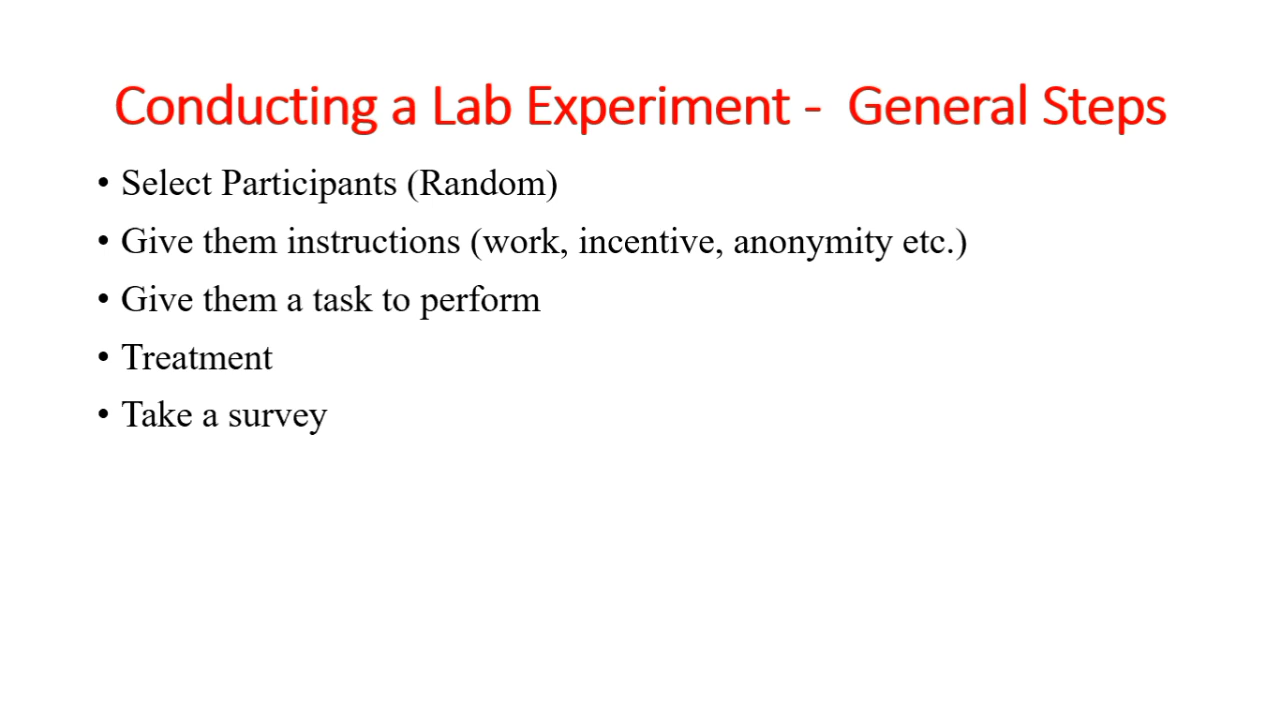 Conducting a Lab Experiment -  General Steps
• Select Participants (Random)
• Give them instructions (work, incentive, anonymity etc.)
• Give them a task to perform
• Treatment
• Take a survey